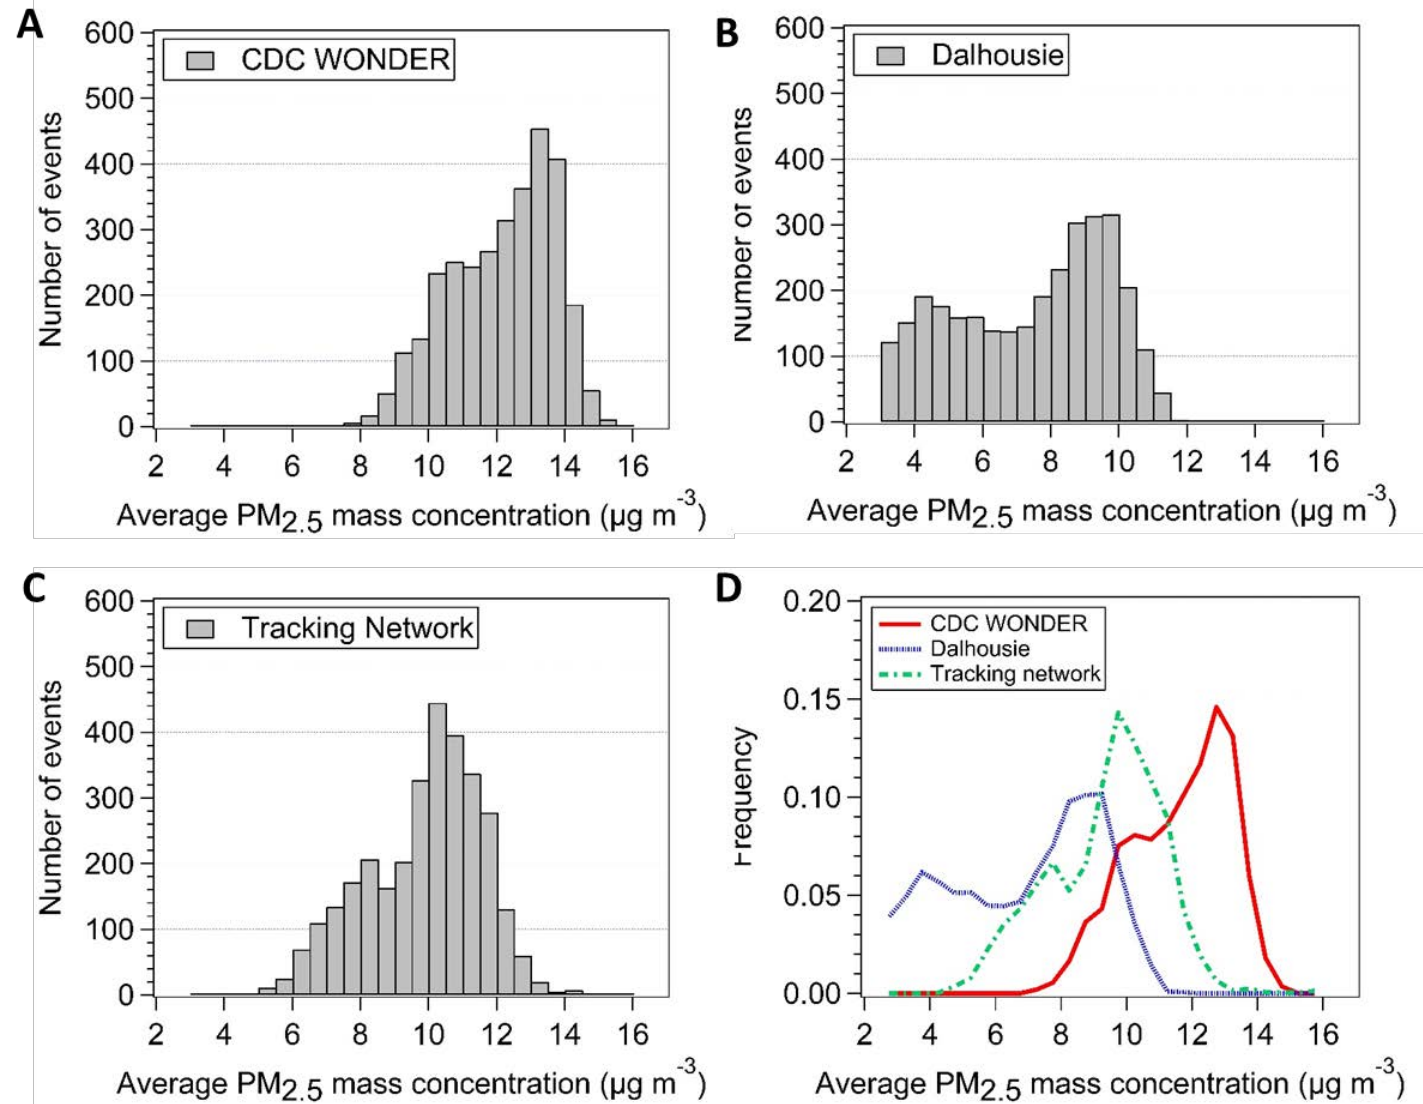 A
CDC WONDER
600
500
400
300
200
100
0
Number of events
2 4 6 8 10 12 14 16
Average PM2.5 mass concentration (µg m-3)
B
Dalhousie
600
500
400
300
200
100
0
Number of events
2 4 6 8 10 12 14 16
Average PM2.5 mass concentration (µg m-3)
C
Tracking Network
600
500
400
300
200
100
0
Number of events
2 4 6 8 10 12 14 16
Average PM2.5 mass concentration (µg m-3)
D
CDC WONDER
Dalhousie
Tracking network
0.20
0.15
0.10
0.05
0.00
Frequency
2 4 6 8 10 12 14 16
Average PM2.5 mass concentration (µg m-3)